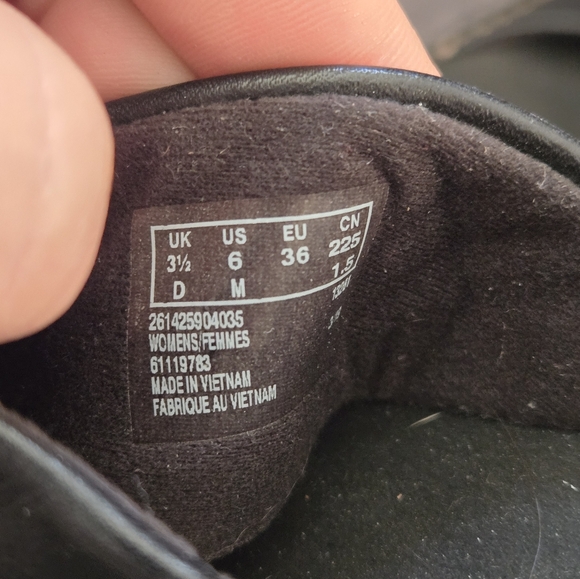 UK US EU CN
3½ 6 36 225
D M 1.5
261425904035
WOMENS/FEMMES
61119783
MADE IN VIETNAM
FABRIQUE AU VIETNAM